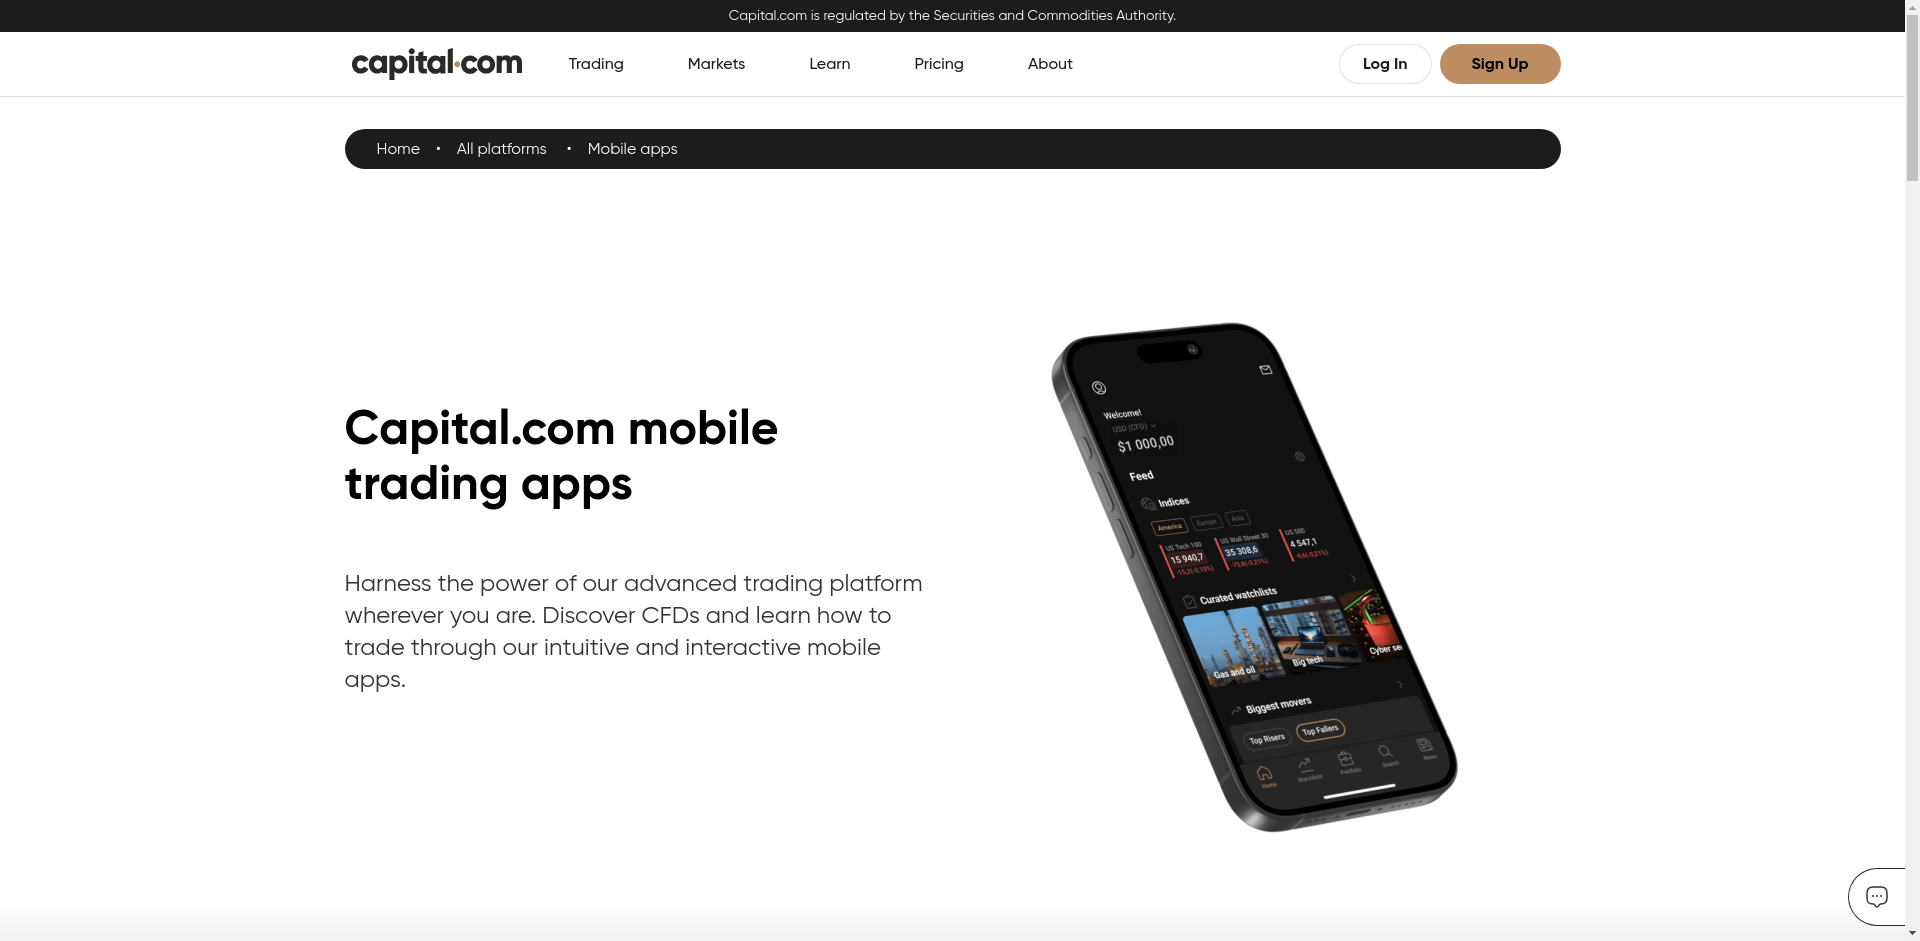 Capital.com is regulated by the Securities and Commodities Authority.
capital.com
Trading
Markets
Learn
Pricing
About
Log In
Sign Up
Home • All platforms • Mobile apps
Capital.com mobile
trading apps
Harness the power of our advanced trading platform
wherever you are. Discover CFDs and learn how to
trade through our intuitive and interactive mobile
apps.
Welcome!
USD (CFD)
$1 000,00
Feed
Indices
America Europe Asia
US Tech 100 US Wall Street 30 US 500
15 940,7 35 308,6 4 547,1
-15,2(-0,10%) -75,8(-0,21%) -9,6(-0,21%)
Curated watchlists
Gas and oil Big tech Cyber se
Biggest movers
Top Risers Top Fallers
Home Watchlists Portfolio Search News